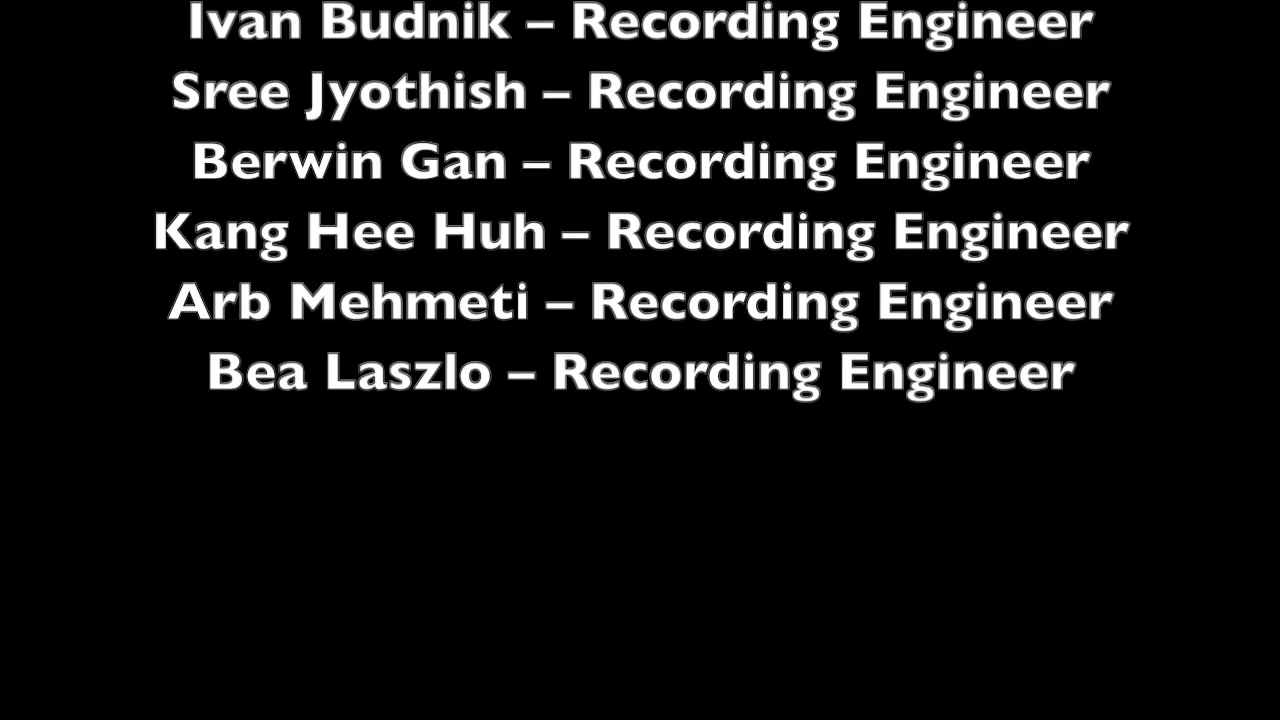 Ivan Budnik – Recording Engineer
Sree Jyothish – Recording Engineer
Berwin Gan – Recording Engineer
Kang Hee Huh – Recording Engineer
Arb Mehmeti – Recording Engineer
Bea Laszlo – Recording Engineer